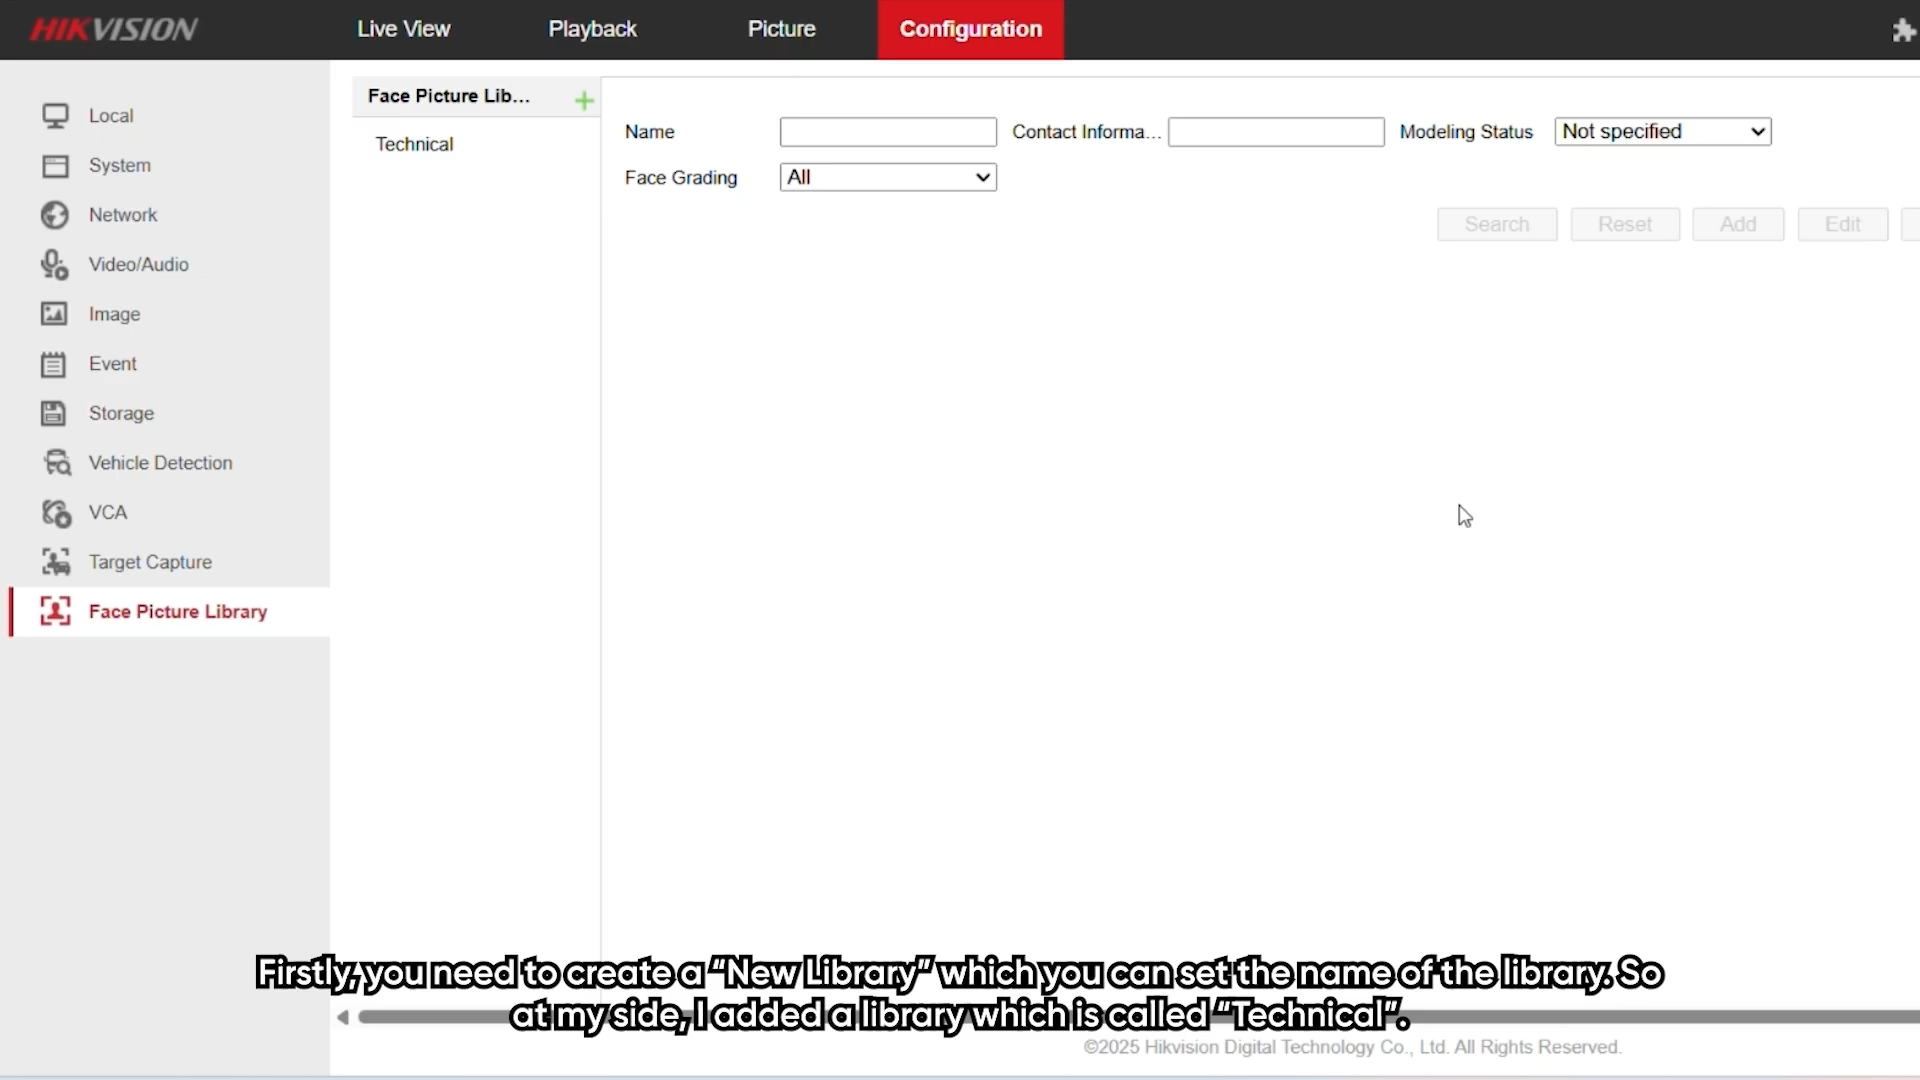 HIKVISION
Live View
Playback
Picture
Configuration
Local
System
Network
Video/Audio
Image
Event
Storage
Vehicle Detection
VCA
Target Capture
Face Picture Library
Face Picture Lib...
Technical
Name
Contact Informa...
Modeling Status
Not specified
Face Grading
All
Search
Reset
Add
Edit
Firstly, you need to create a “New Library” which you can set the name of the library. So
at my side, I added a library which is called “Technical”.
©2025 Hikvision Digital Technology Co., Ltd. All Rights Reserved.